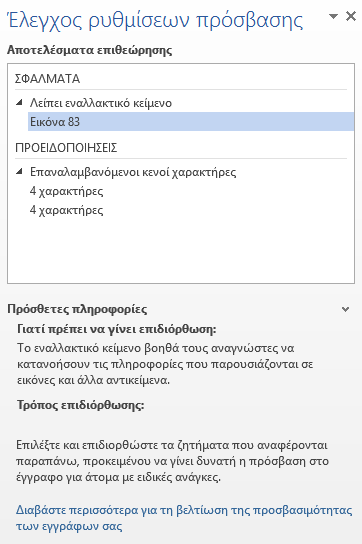 Έλεγχος ρυθμίσεων πρόσβασης
Αποτελέσματα επιθεώρησης
ΣΦΑΛΜΑΤΑ
Λείπει εναλλακτικό κείμενο
Εικόνα 83
ΠΡΟΕΙΔΟΠΟΙΗΣΕΙΣ
Επαναλαμβανόμενοι κενοί χαρακτήρες
4 χαρακτήρες
4 χαρακτήρες
Πρόσθετες πληροφορίες
Γιατί πρέπει να γίνει επιδιόρθωση:
Το εναλλακτικό κείμενο βοηθά τους αναγνώστες να
κατανοήσουν τις πληροφορίες που παρουσιάζονται σε
εικόνες και άλλα αντικείμενα.
Τρόπος επιδιόρθωσης:
Επιλέξτε και επιδιορθώστε τα ζητήματα που αναφέρονται
παραπάνω, προκειμένου να γίνει δυνατή η πρόσβαση στο
έγγραφο για άτομα με ειδικές ανάγκες.
Διαβάστε περισσότερα για τη βελτίωση της προσβασιμότητας
των εγγράφων σας